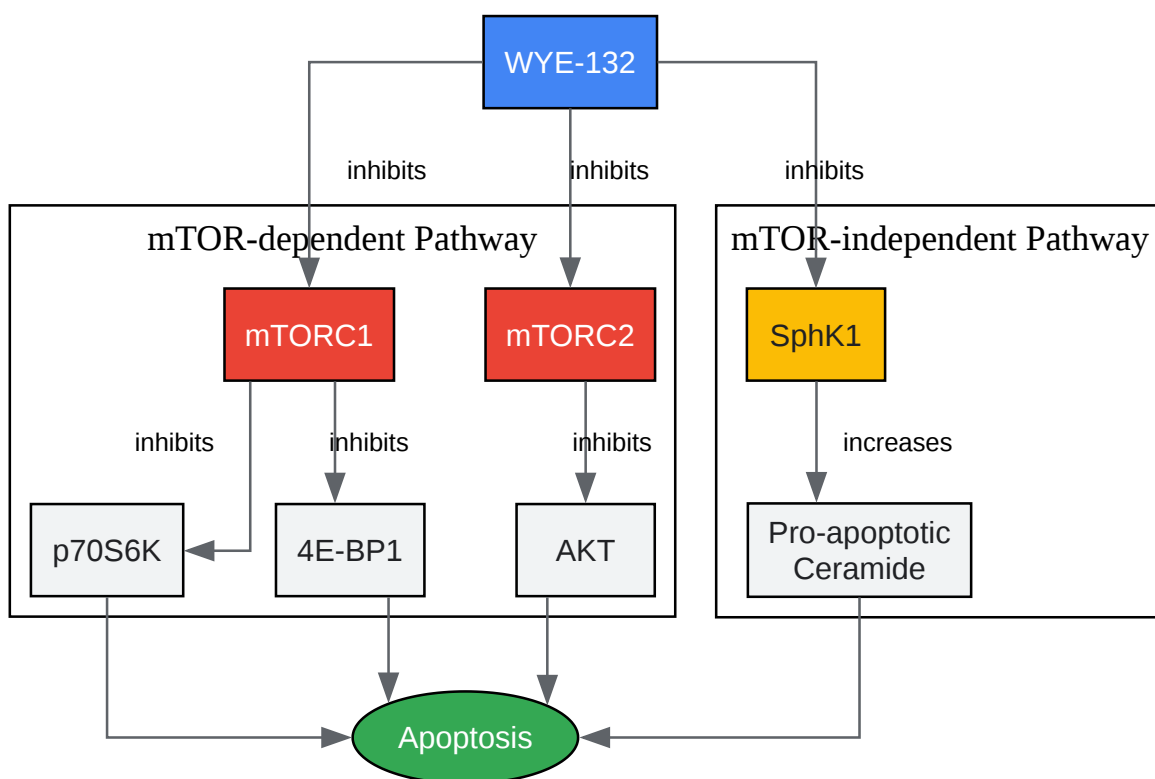 WYE-132
inhibits
inhibits
inhibits
mTOR-dependent Pathway
mTOR-independent Pathway
mTORC1
mTORC2
SphK1
inhibits
inhibits
inhibits
increases
p70S6K
4E-BP1
AKT
Pro-apoptotic
Ceramide
Apoptosis